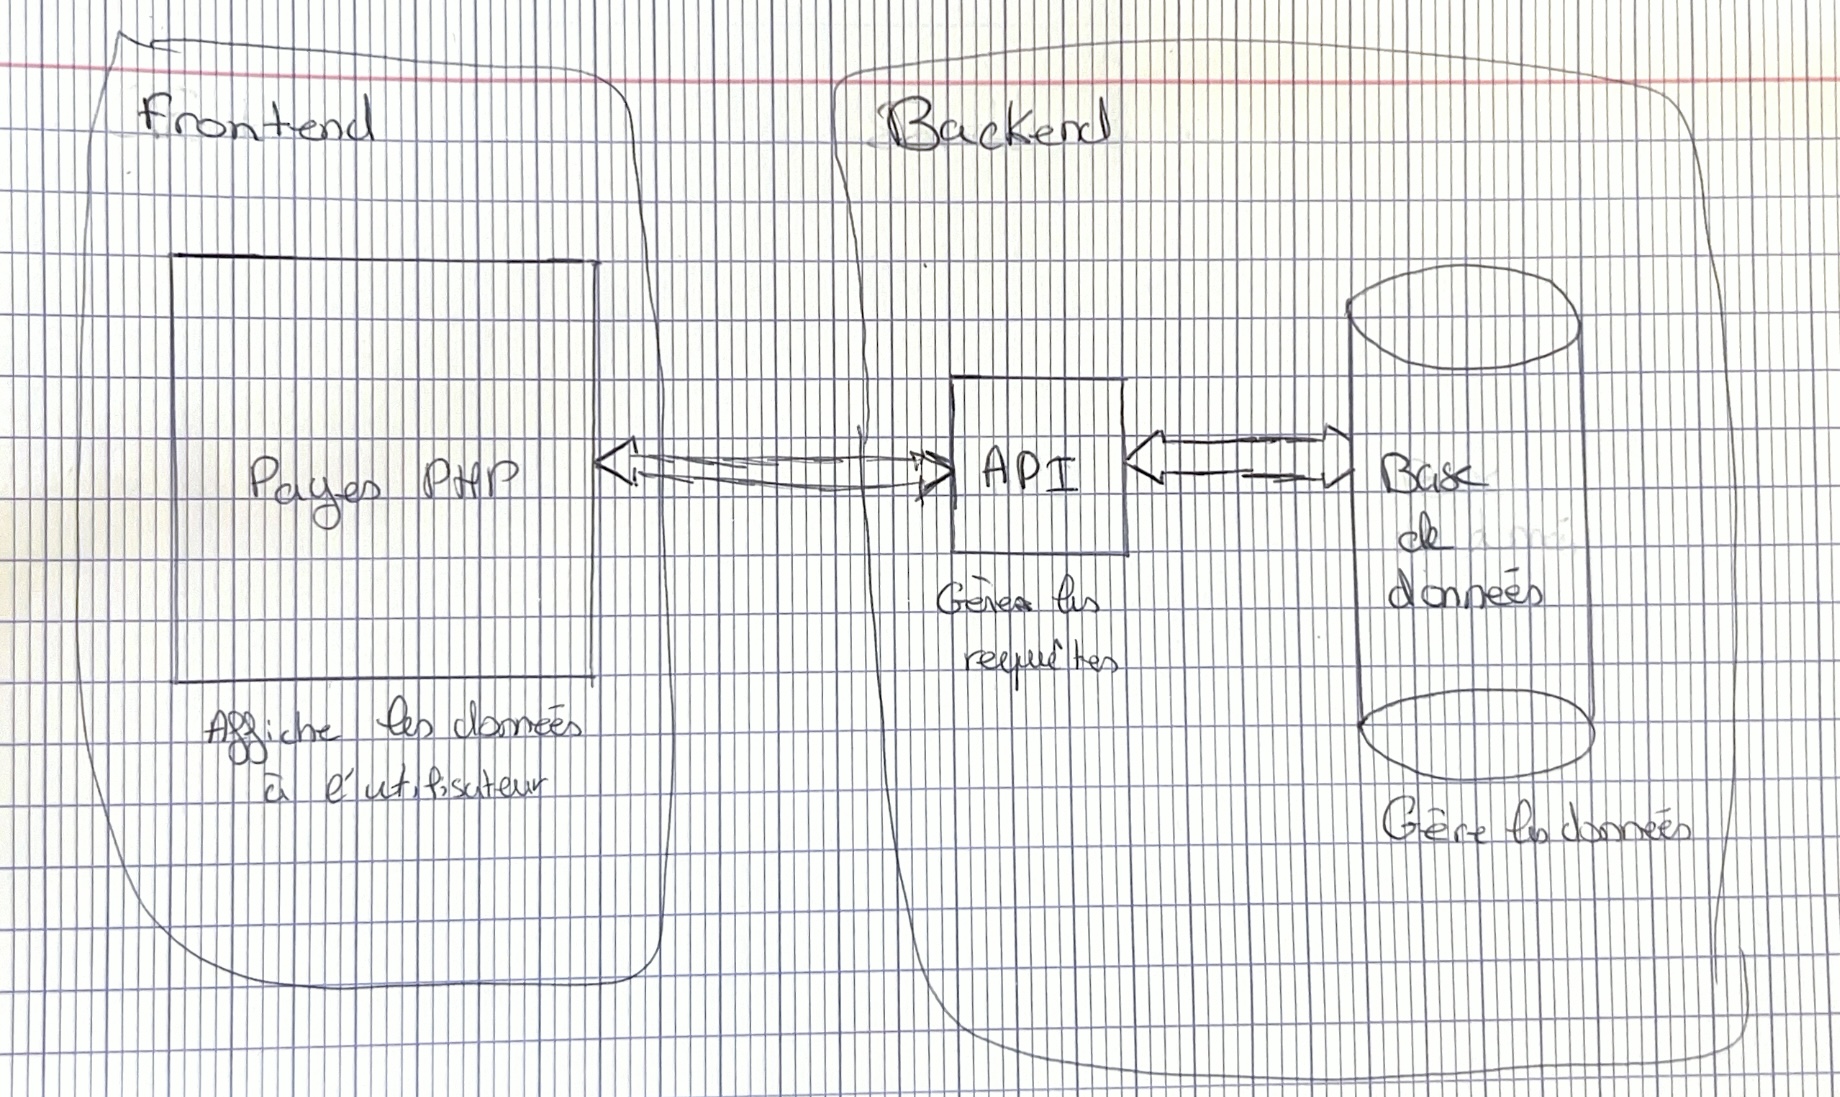 Frontend
Backend
Pages PHP
API
Base
de
données
Gère les
requêtes
Affiche les données
à l'utilisateur
Gère les données